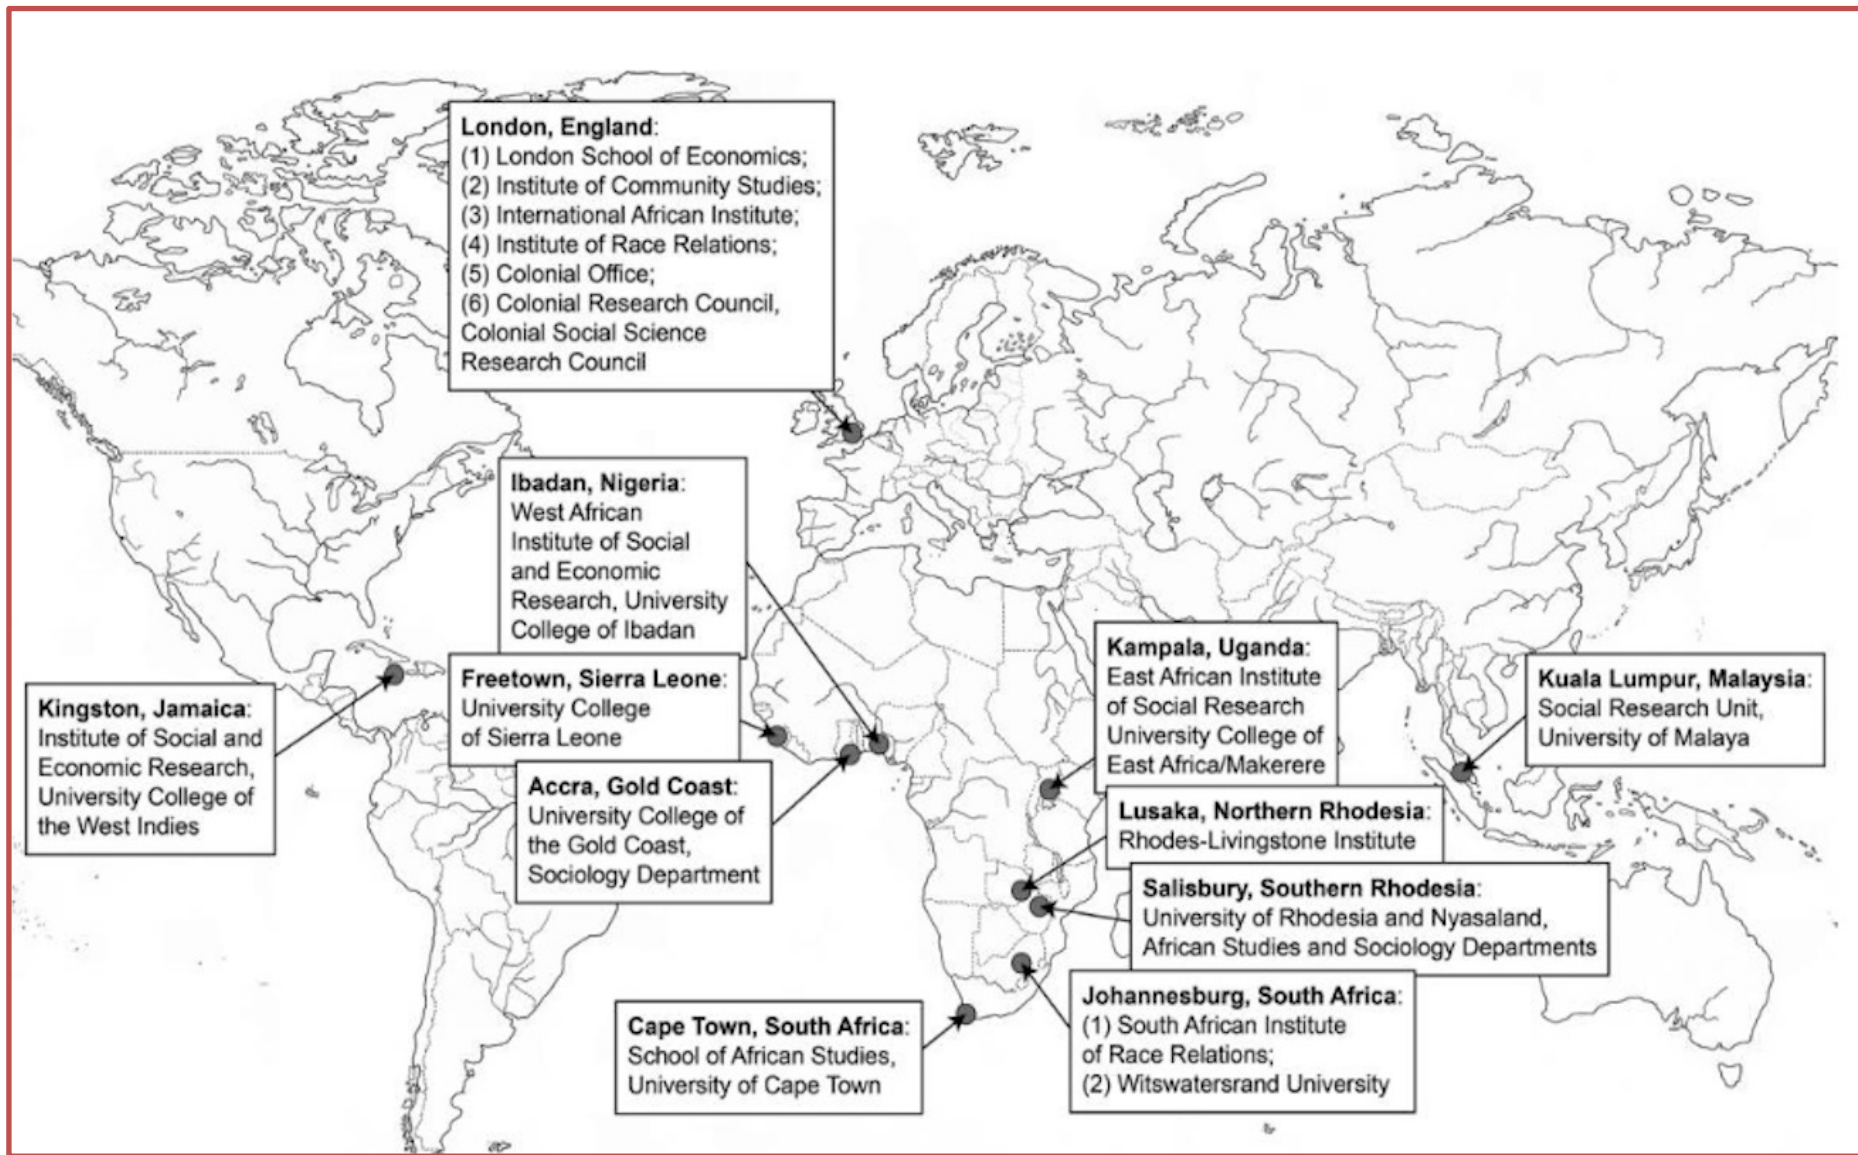 London, England:
(1) London School of Economics;
(2) Institute of Community Studies;
(3) International African Institute;
(4) Institute of Race Relations;
(5) Colonial Office;
(6) Colonial Research Council,
Colonial Social Science
Research Council
Ibadan, Nigeria:
West African
Institute of Social
and Economic
Research, University
College of Ibadan
Freetown, Sierra Leone:
University College
of Sierra Leone
Kingston, Jamaica:
Institute of Social and
Economic Research,
University College of
the West Indies
Accra, Gold Coast:
University College of
the Gold Coast,
Sociology Department
Kampala, Uganda:
East African Institute
of Social Research
University College of
East Africa/Makerere
Kuala Lumpur, Malaysia:
Social Research Unit,
University of Malaya
Lusaka, Northern Rhodesia:
Rhodes-Livingstone Institute
Salisbury, Southern Rhodesia:
University of Rhodesia and Nyasaland,
African Studies and Sociology Departments
Johannesburg, South Africa:
(1) South African Institute
of Race Relations;
(2) Witswatersrand University
Cape Town, South Africa:
School of African Studies,
University of Cape Town